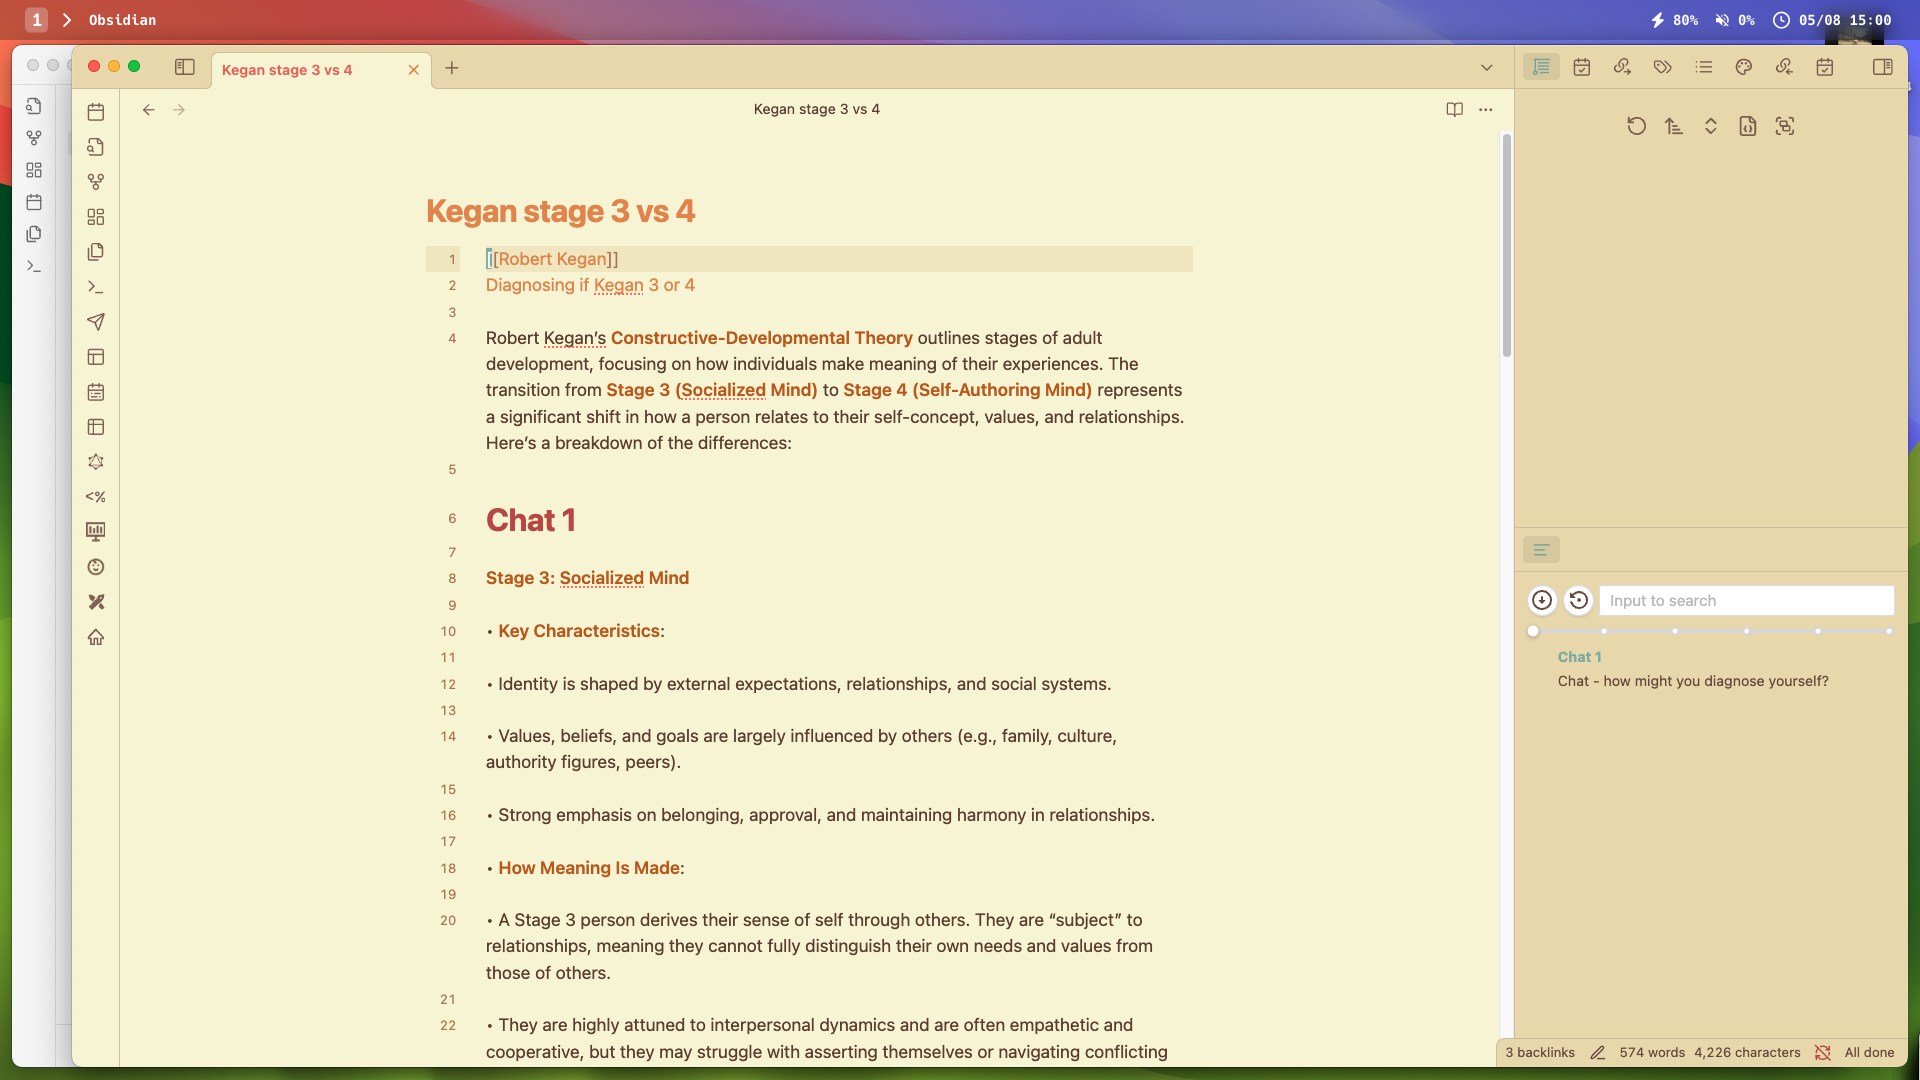 1 Obsidian 80% 0% 05/08 15:00
Kegan stage 3 vs 4
Kegan stage 3 vs 4
Kegan stage 3 vs 4
1 [[Robert Kegan]]
2 Diagnosing if Kegan 3 or 4
3
4 Robert Kegan’s Constructive-Developmental Theory outlines stages of adult
development, focusing on how individuals make meaning of their experiences. The
transition from Stage 3 (Socialized Mind) to Stage 4 (Self-Authoring Mind) represents
a significant shift in how a person relates to their self-concept, values, and relationships.
Here’s a breakdown of the differences:
5
6 Chat 1
7
8 Stage 3: Socialized Mind
9
10 • Key Characteristics:
11
12 • Identity is shaped by external expectations, relationships, and social systems.
13
14 • Values, beliefs, and goals are largely influenced by others (e.g., family, culture,
authority figures, peers).
15
16 • Strong emphasis on belonging, approval, and maintaining harmony in relationships.
17
18 • How Meaning Is Made:
19
20 • A Stage 3 person derives their sense of self through others. They are “subject” to
relationships, meaning they cannot fully distinguish their own needs and values from
those of others.
21
22 • They are highly attuned to interpersonal dynamics and are often empathetic and
cooperative, but they may struggle with asserting themselves or navigating conflicting
<%
Input to search
Chat 1
Chat - how might you diagnose yourself?
3 backlinks 574 words 4,226 characters All done